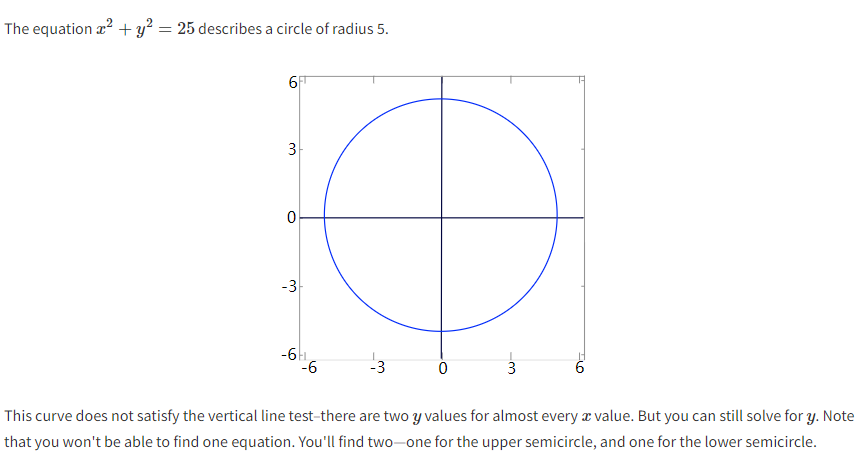 The equation x² + y² = 25 describes a circle of radius 5.
6
3
0
-3
-6
-6 -3 0 3 6
This curve does not satisfy the vertical line test–there are two y values for almost every x value. But you can still solve for y. Note
that you won't be able to find one equation. You'll find two—one for the upper semicircle, and one for the lower semicircle.